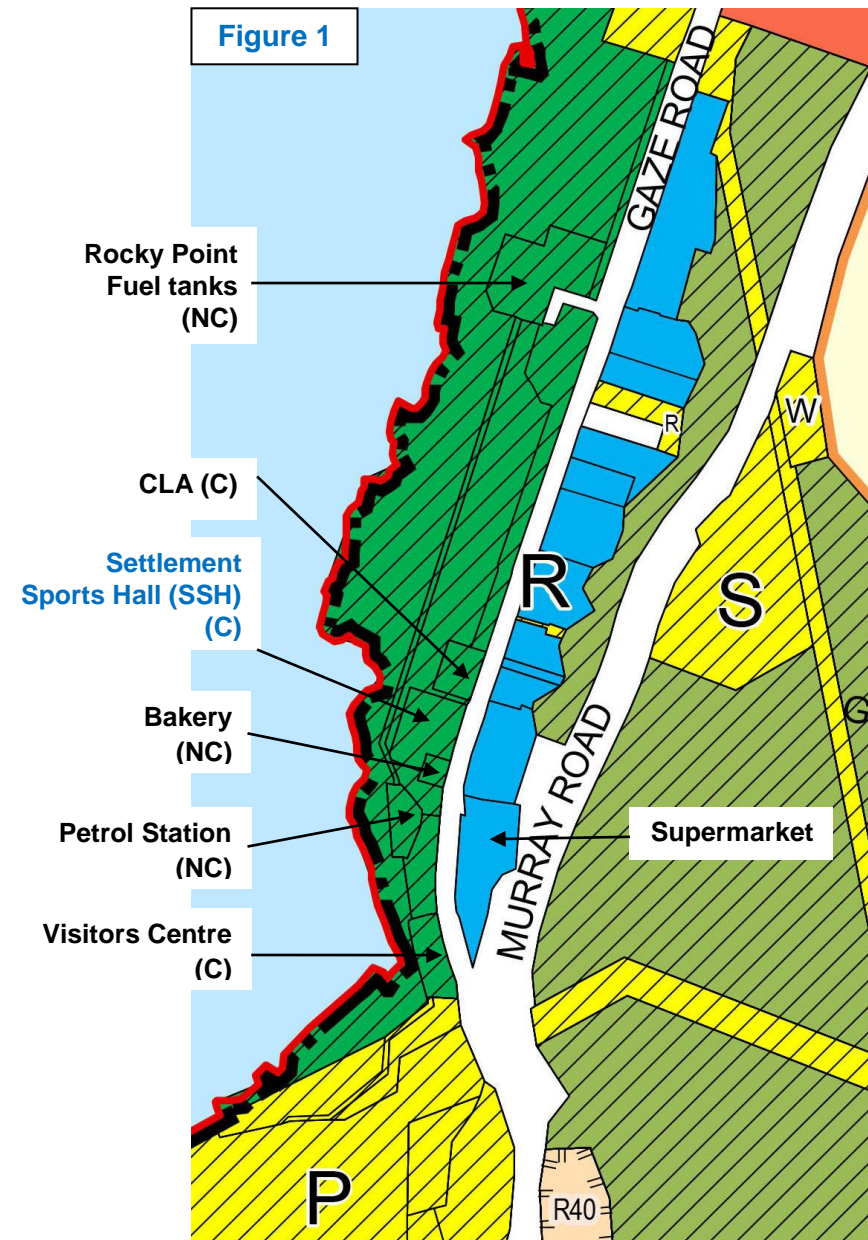 Figure 1
GAZE ROAD
Rocky Point
Fuel tanks
(NC)
W
R
CLA (C)
Settlement
Sports Hall (SSH)
(C)
R
S
G
Bakery
(NC)
MURRAY ROAD
Petrol Station
(NC)
Supermarket
Visitors Centre
(C)
P
R40